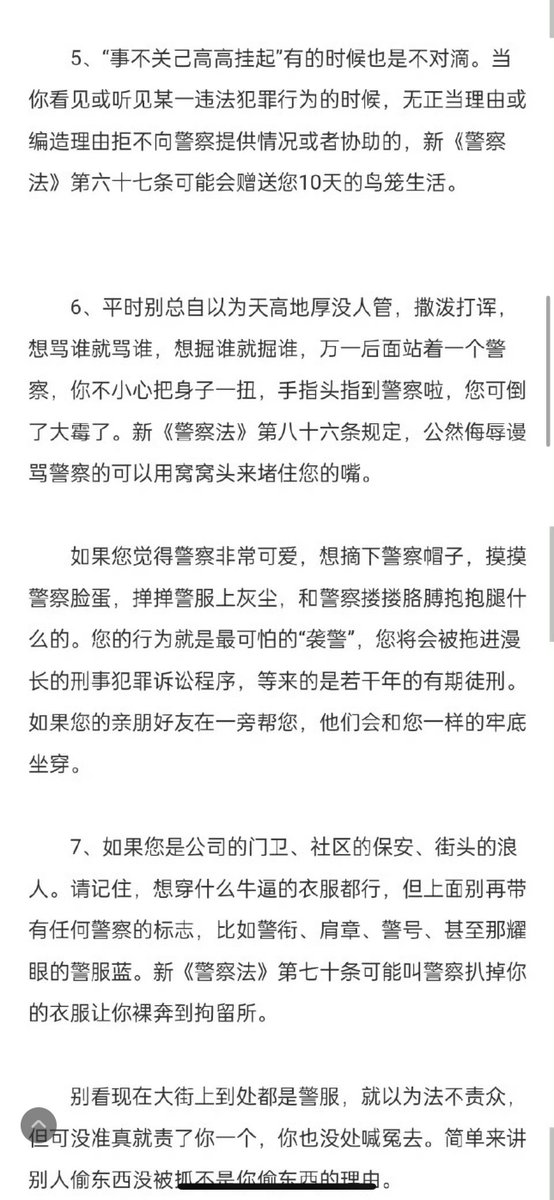 5、“事不关己高高挂起”有的时候也是不对滴。当
你看见或听见某一违法犯罪行为的时候，无正当理由或
编造理由拒不向警察提供情况或者协助的，新《警察
法》第六十七条可能会赠送您10天的鸟笼生活。
6、平时别总自以为天高地厚没人管，撒泼打诨，
想骂谁就骂谁，想掘谁就掘谁，万一后面站着一个警
察，你不小心把身子一扭，手指头指到警察啦，您可倒
了大霉了。新《警察法》第八十六条规定，公然侮辱谩
骂警察的可以用窝窝头来堵住您的嘴。
如果您觉得警察非常可爱，想摘下警察帽子，摸摸
警察脸蛋，掸掸警服上灰尘，和警察搂搂胳膊抱抱腿什
么的。您的行为就是最可怕的“袭警”，您将会被拖进漫
长的刑事犯罪诉讼程序，等来的是若干年的有期徒刑。
如果您的亲朋好友在一旁帮您，他们会和您一样的牢底
坐穿。
7、如果您是公司的门卫、社区的保安、街头的浪
人。请记住，想穿什么牛逼的衣服都行，但上面别再带
有任何警察的标志，比如警衔、肩章、警号、甚至那耀
眼的警服蓝。新《警察法》第七十条可能叫警察扒掉你
的衣服让你裸奔到拘留所。
别看现在大街上到处都是警服，就以为法不责众，
但可没准真就责了你一个，你也没处喊冤去。简单来讲
别人偷东西没被抓不是你偷东西的理由。